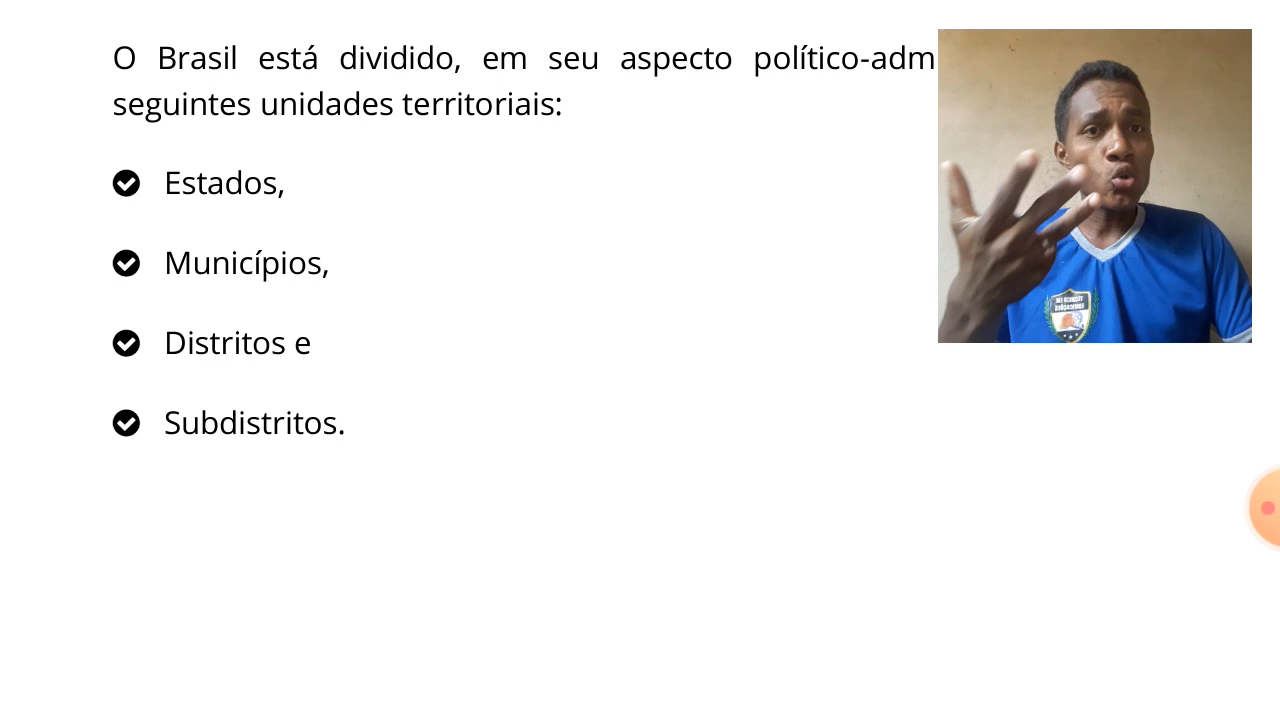 O Brasil está dividido, em seu aspecto político-adm
seguintes unidades territoriais:
Estados,
Municípios,
Distritos e
Subdistritos.